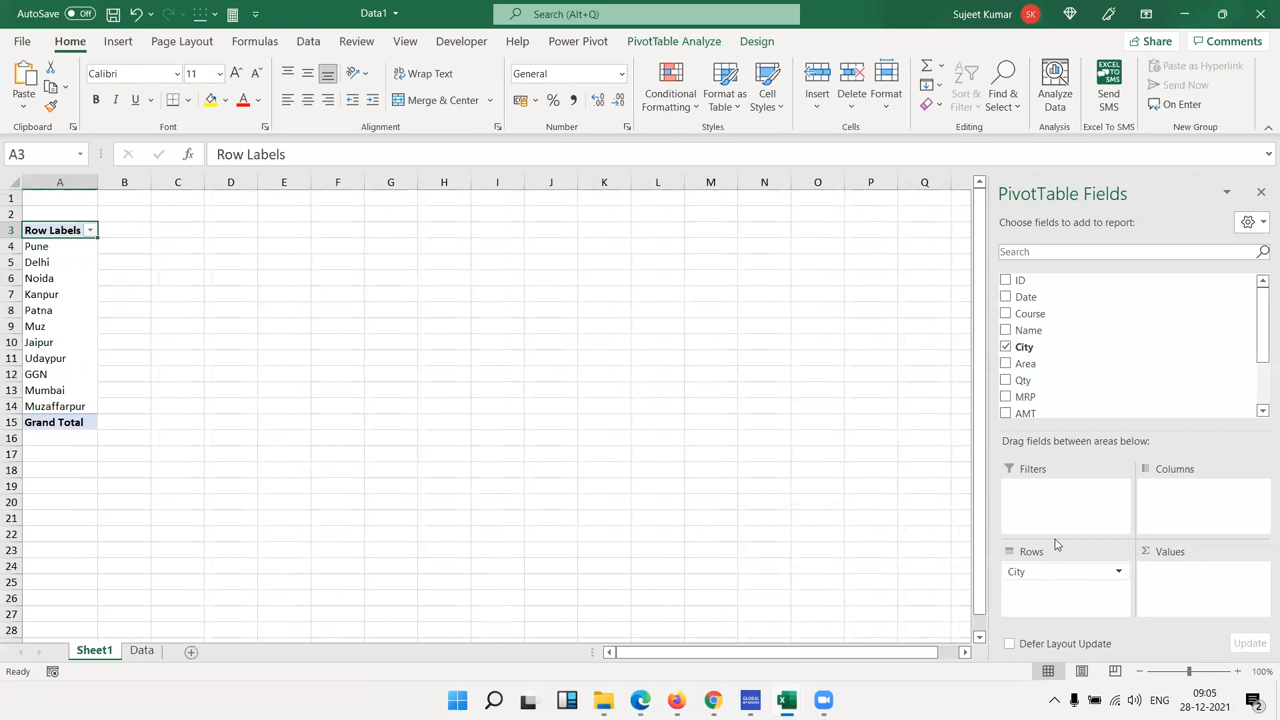 AutoSave Off Data1 Search (Alt+Q) Sujeet Kumar SK
File Home Insert Page Layout Formulas Data Review View Developer Help Power Pivot PivotTable Analyze Design Share Comments
Calibri 11 Wrap Text General Paste as Hyperlink
Paste B I U A Merge & Center % Conditional Formatting Format as Table Cell Styles Insert Delete Format Sort & Filter Find & Select Analyze Data Send SMS Send Now
On Enter
Clipboard Font Alignment Number Styles Cells Editing Analysis Excel To SMS New Group
A3 fx Row Labels
A B C D E F G H I J K L M N O P Q
1
2
3 Row Labels
4 Pune
5 Delhi
6 Noida
7 Kanpur
8 Patna
9 Muz
10 Jaipur
11 Udaypur
12 GGN
13 Mumbai
14 Muzaffarpur
15 Grand Total
16
17
18
19
20
21
22
23
24
25
26
27
28
PivotTable Fields
Choose fields to add to report:
Search
ID
Date
Course
Name
City
Area
Qty
MRP
AMT
Drag fields between areas below:
Filters Columns
Rows Values
City
Defer Layout Update Update
Sheet1 Data
Ready 100%
ENG 09:05
28-12-2021 2